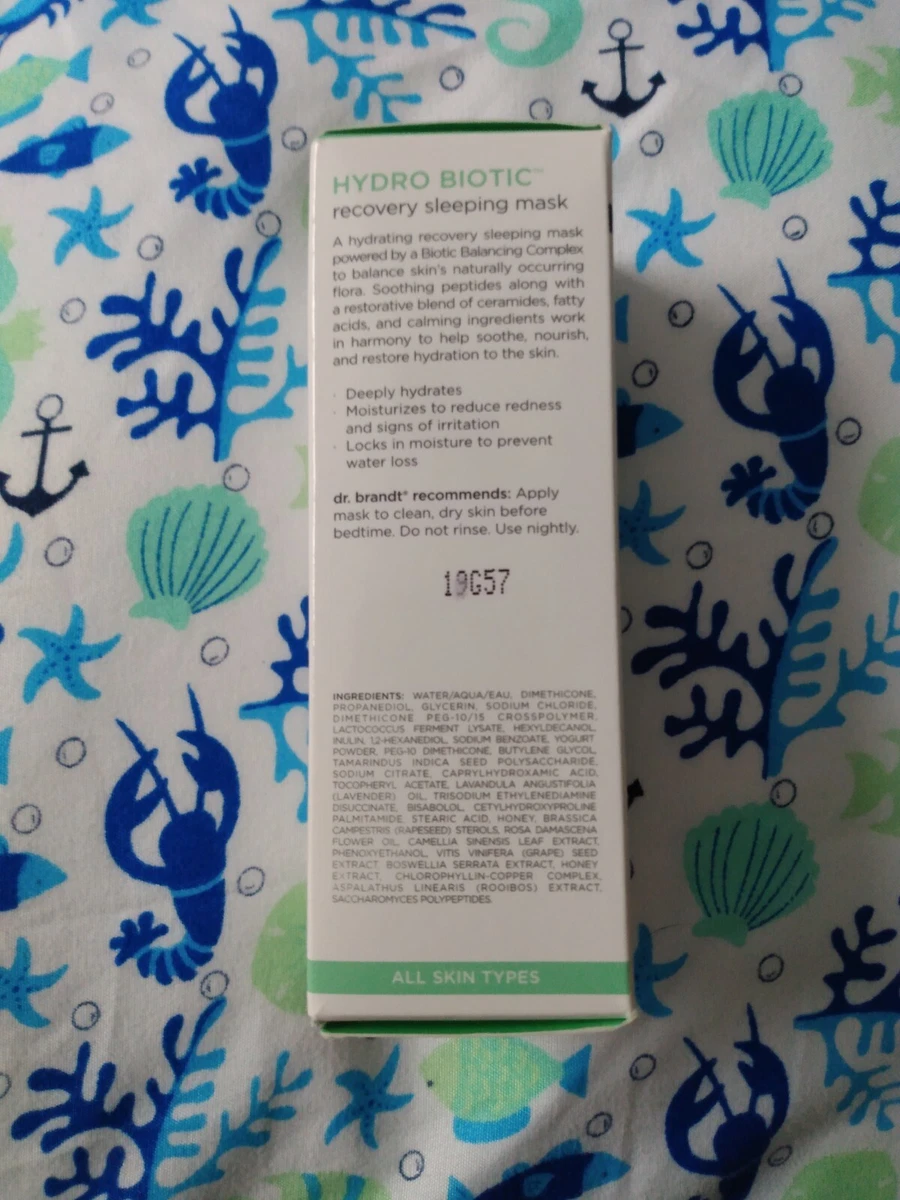 HYDRO BIOTIC™
recovery sleeping mask
A hydrating recovery sleeping mask
powered by a Biotic Balancing Complex
to balance skin's naturally occurring
flora. Soothing peptides along with
a restorative blend of ceramides, fatty
acids, and calming ingredients work
in harmony to help soothe, nourish,
and restore hydration to the skin.
· Deeply hydrates
· Moisturizes to reduce redness
and signs of irritation
· Locks in moisture to prevent
water loss
dr. brandt® recommends: Apply
mask to clean, dry skin before
bedtime. Do not rinse. Use nightly.
19G57
INGREDIENTS: WATER/AQUA/EAU, DIMETHICONE,
PROPANEDIOL, GLYCERIN, SODIUM CHLORIDE,
DIMETHICONE PEG-10/15 CROSSPOLYMER,
LACTOCOCCUS FERMENT LYSATE, HEXYLDECANOL,
INULIN, 1,2-HEXANEDIOL, SODIUM BENZOATE, YOGURT
POWDER, PEG-10 DIMETHICONE, BUTYLENE GLYCOL,
TAMARINDUS INDICA SEED POLYSACCHARIDE,
SODIUM CITRATE, CAPRYLHYDROXAMIC ACID,
TOCOPHERYL ACETATE, LAVANDULA ANGUSTIFOLIA
(LAVENDER) OIL, TRISODIUM ETHYLENEDIAMINE
DISUCCINATE, BISABOLOL, CETYLHYDROXYPROLINE
PALMITAMIDE, STEARIC ACID, HONEY, BRASSICA
CAMPESTRIS (RAPESEED) STEROLS, ROSA DAMASCENA
FLOWER OIL, CAMELLIA SINENSIS LEAF EXTRACT,
PHENOXYETHANOL, VITIS VINIFERA (GRAPE) SEED
EXTRACT, BOSWELLIA SERRATA EXTRACT, HONEY
EXTRACT, CHLOROPHYLLIN-COPPER COMPLEX,
ASPALATHUS LINEARIS (ROOIBOS) EXTRACT,
SACCHAROMYCES POLYPEPTIDES.
ALL SKIN TYPES